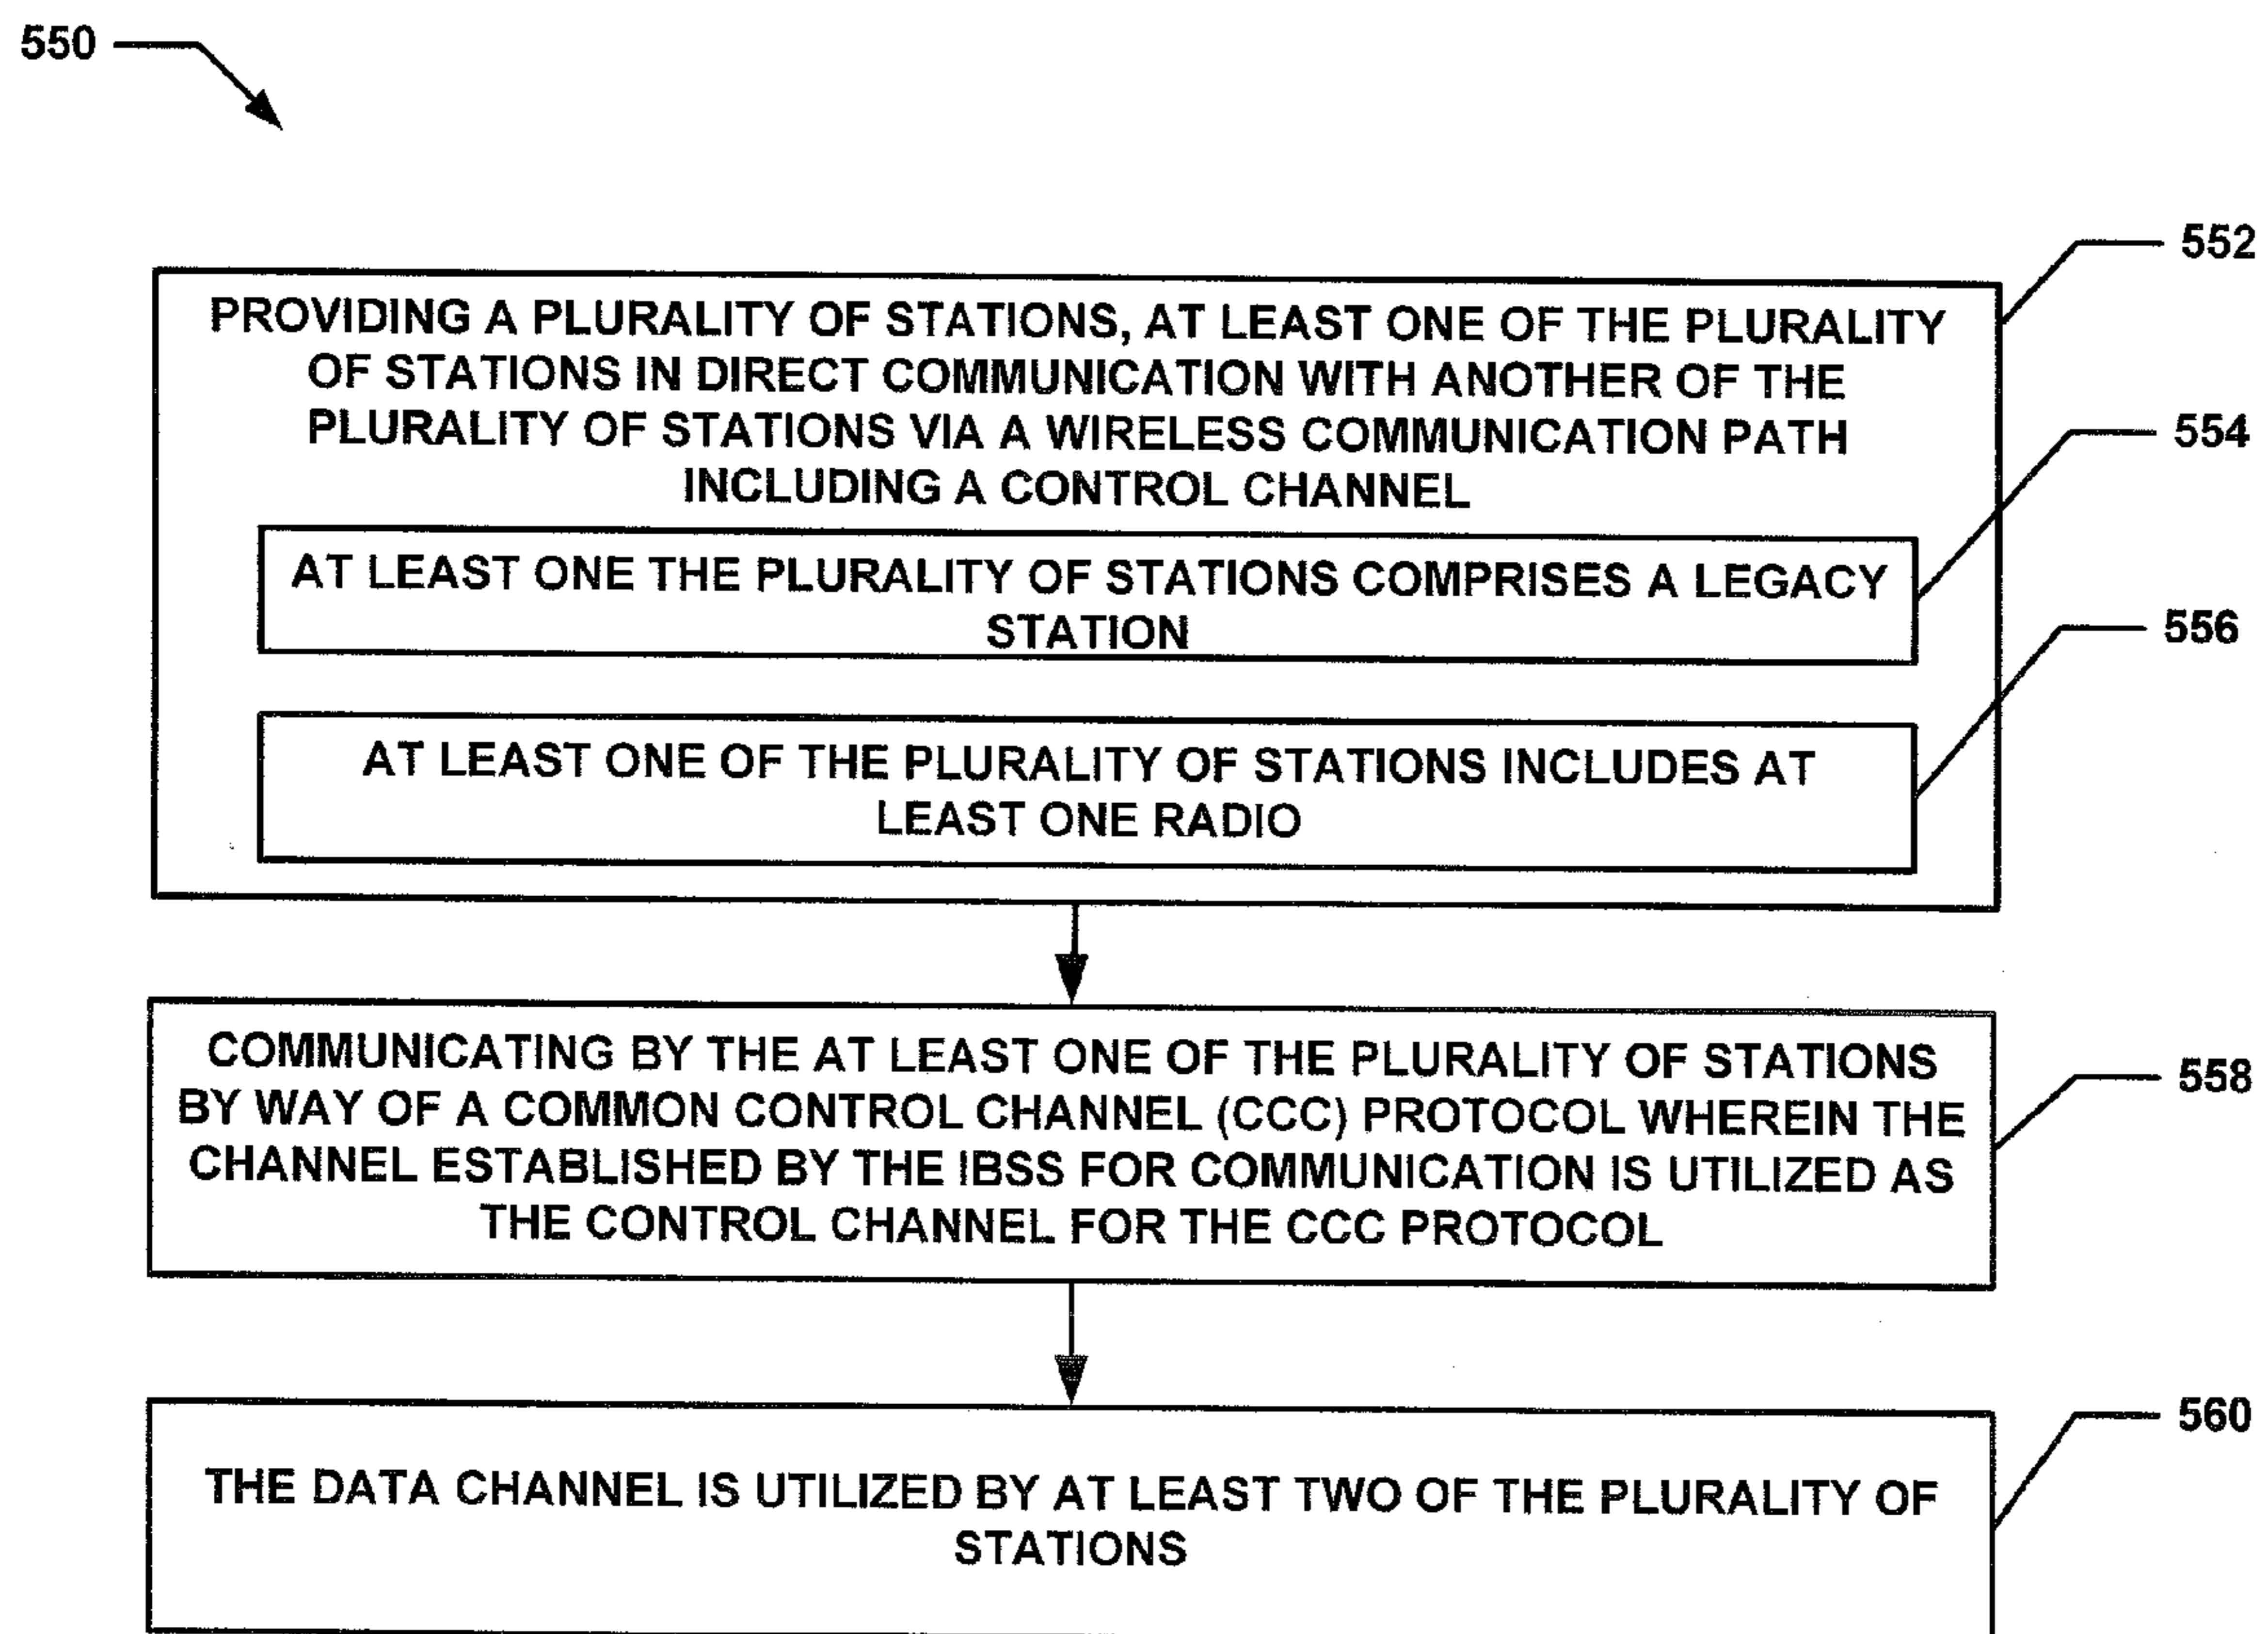 550
552
PROVIDING A PLURALITY OF STATIONS, AT LEAST ONE OF THE PLURALITY
OF STATIONS IN DIRECT COMMUNICATION WITH ANOTHER OF THE
PLURALITY OF STATIONS VIA A WIRELESS COMMUNICATION PATH
INCLUDING A CONTROL CHANNEL
554
AT LEAST ONE THE PLURALITY OF STATIONS COMPRISES A LEGACY
STATION
556
AT LEAST ONE OF THE PLURALITY OF STATIONS INCLUDES AT
LEAST ONE RADIO
558
COMMUNICATING BY THE AT LEAST ONE OF THE PLURALITY OF STATIONS
BY WAY OF A COMMON CONTROL CHANNEL (CCC) PROTOCOL WHEREIN THE
CHANNEL ESTABLISHED BY THE IBSS FOR COMMUNICATION IS UTILIZED AS
THE CONTROL CHANNEL FOR THE CCC PROTOCOL
560
THE DATA CHANNEL IS UTILIZED BY AT LEAST TWO OF THE PLURALITY OF
STATIONS